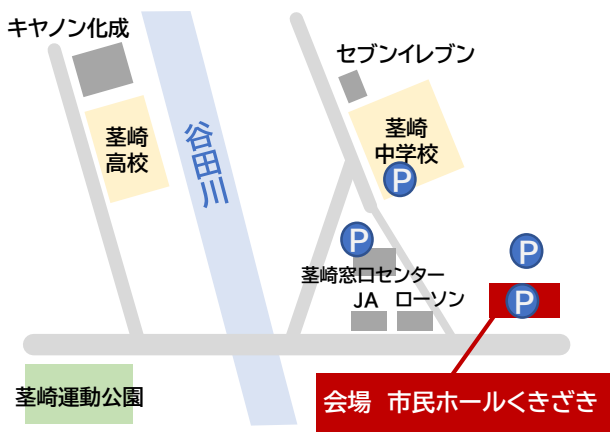 キヤノン化成
セブンイレブン
茎崎
高校
谷田川
茎崎
中学校
P
P
P
茎崎窓口センター
JA
ローソン
P
茎崎運動公園
会場 市民ホールくきざき